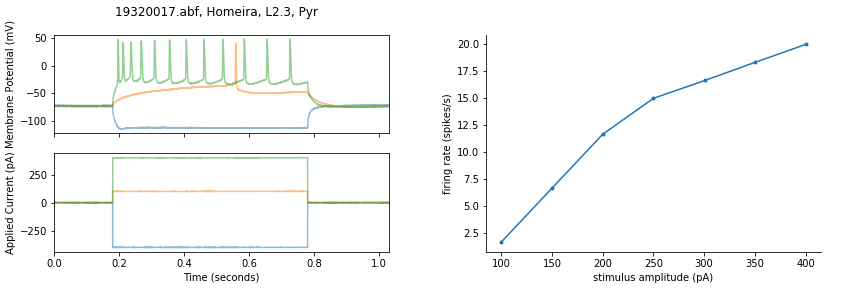 19320017.abf, Homeira, L2.3, Pyr
Membrane Potential (mV)
50
0
−50
−100
Applied Current (pA)
250
0
−250
0.0 0.2 0.4 0.6 0.8 1.0
Time (seconds)
firing rate (spikes/s)
20.0
17.5
15.0
12.5
10.0
7.5
5.0
2.5
100 150 200 250 300 350 400
stimulus amplitude (pA)